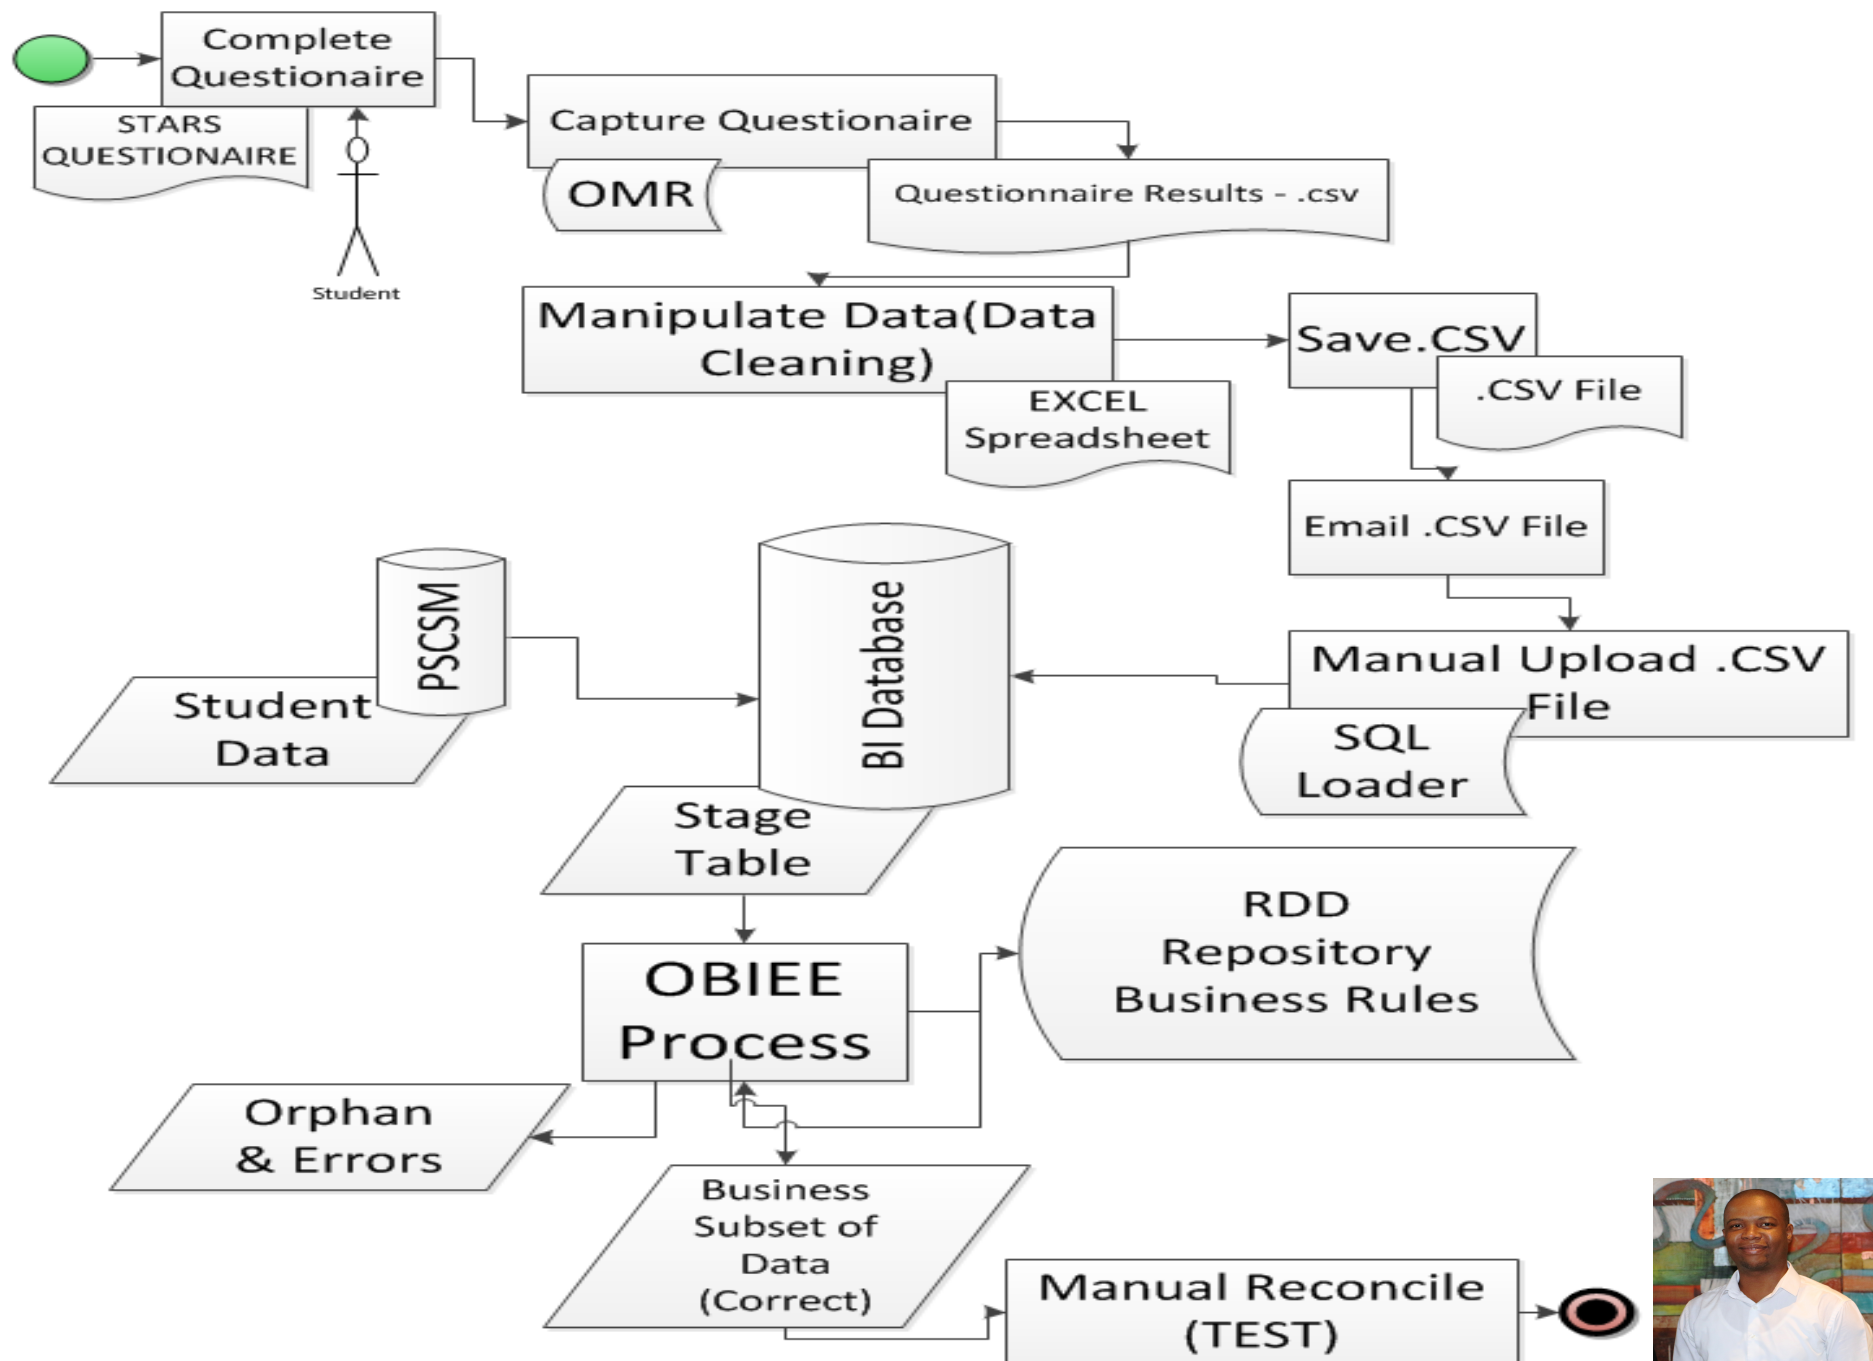 Complete
Questionaire
STARS
QUESTIONAIRE
Student
Capture Questionaire
OMR
Questionnaire Results - .csv
Manipulate Data(Data
Cleaning)
EXCEL
Spreadsheet
Save.CSV
.CSV File
Email .CSV File
Manual Upload .CSV
File
SQL
Loader
PSCSM
Student
Data
BI Database
Stage
Table
OBIEE
Process
RDD
Repository
Business Rules
Orphan
& Errors
Business
Subset of
Data
(Correct)
Manual Reconcile
(TEST)